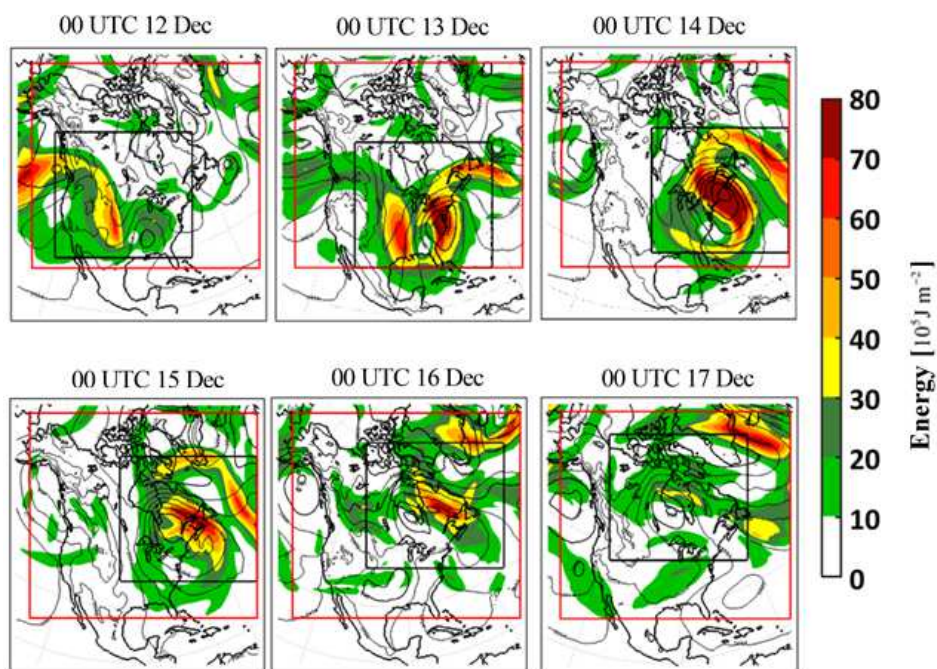 00 UTC 12 Dec
00 UTC 13 Dec
00 UTC 14 Dec
00 UTC 15 Dec
00 UTC 16 Dec
00 UTC 17 Dec
80
70
60
50
40
30
20
10
0
Energy [10⁵J m⁻²]